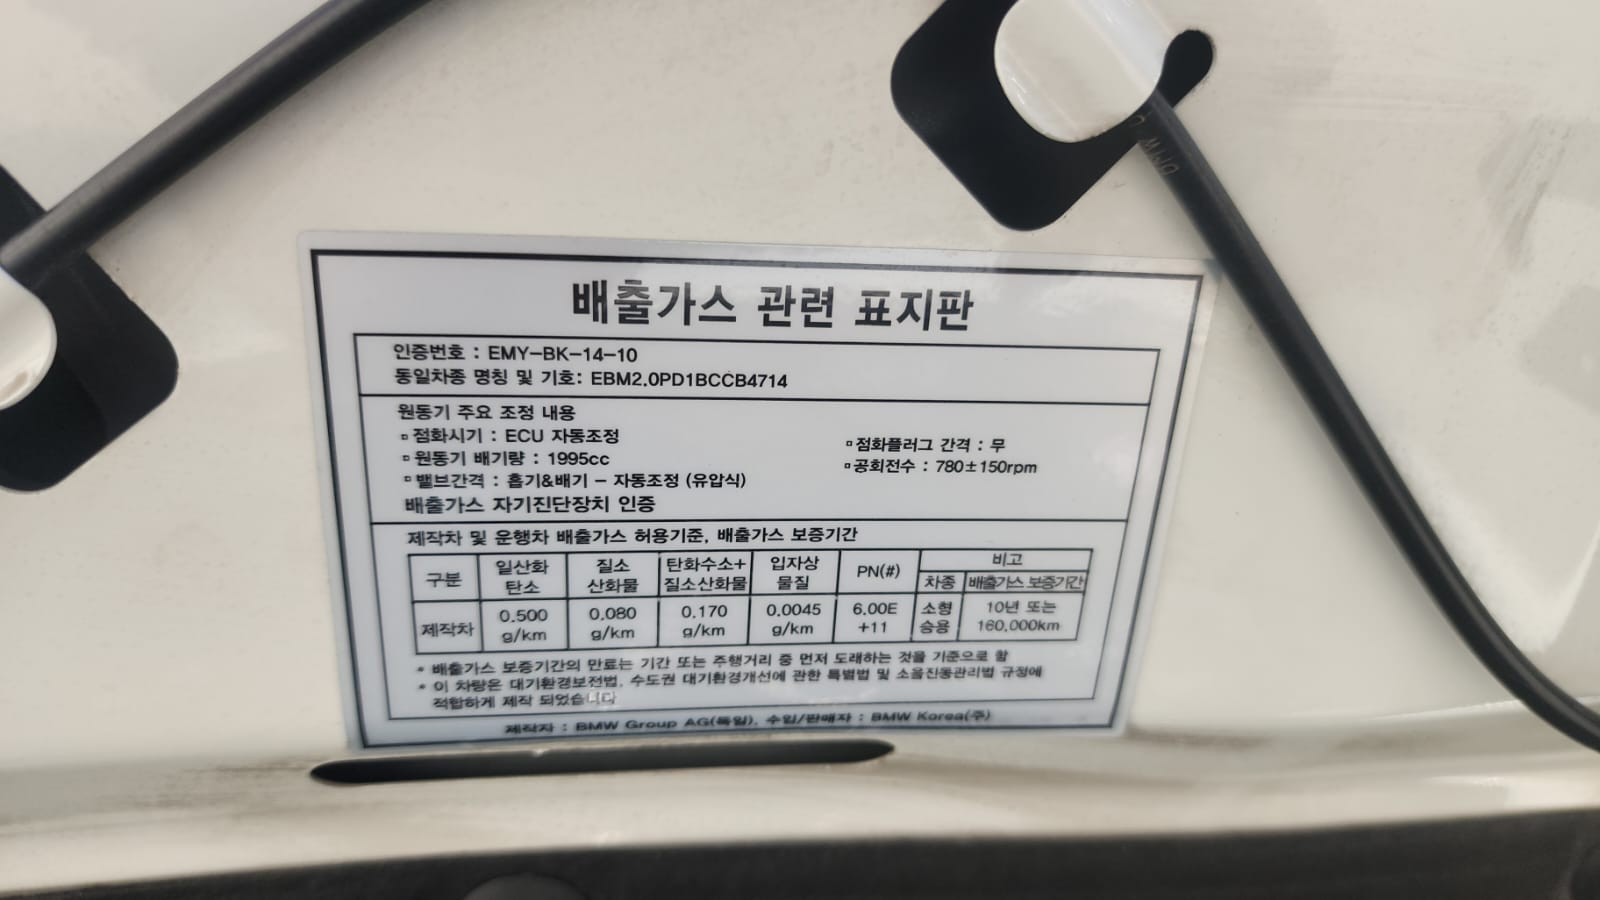 배출가스 관련 표지판
인증번호 : EMY-BK-14-10
동일차종 명칭 및 기호: EBM2.0PD1BCCB4714
원동기 주요 조정 내용
▫점화시기 : ECU 자동조정 ▫점화플러그 간격 : 무
▫원동기 배기량 : 1995cc ▫공회전수 : 780±150rpm
▫밸브간격 : 흡기&배기 - 자동조정 (유압식)
배출가스 자기진단장치 인증
제작차 및 운행차 배출가스 허용기준, 배출가스 보증기간
구분 일산화탄소 질소산화물 탄화수소+질소산화물 입자상물질 PN(#) 비고
차종 배출가스 보증기간
제작차 0.500 g/km 0.080 g/km 0.170 g/km 0.0045 g/km 6.00E+11 소형승용 10년 또는 160,000km
* 배출가스 보증기간의 만료는 기간 또는 주행거리 중 먼저 도래하는 것을 기준으로 함
* 이 차량은 대기환경보전법, 수도권 대기환경개선에 관한 특별법 및 소음진동관리법 규정에
적합하게 제작 되었습니다
제작자 : BMW Group AG(독일), 수입/판매자 : BMW Korea(주)